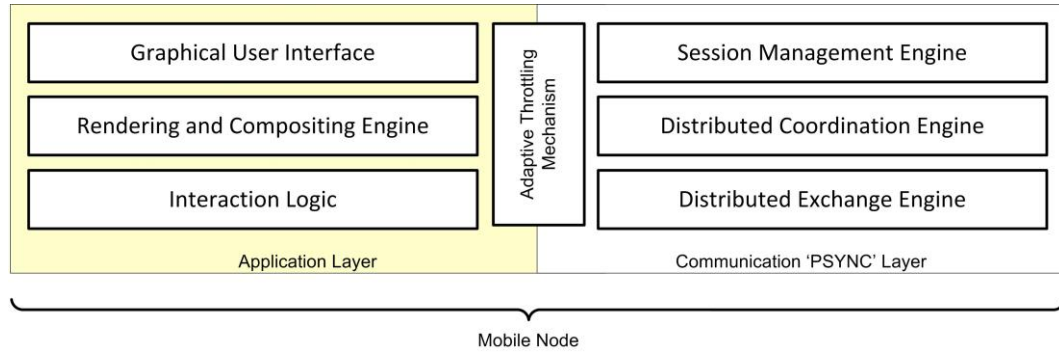 Graphical User Interface
Rendering and Compositing Engine
Interaction Logic
Application Layer
Adaptive Throttling
Mechanism
Session Management Engine
Distributed Coordination Engine
Distributed Exchange Engine
Communication ‘PSYNC’ Layer
Mobile Node